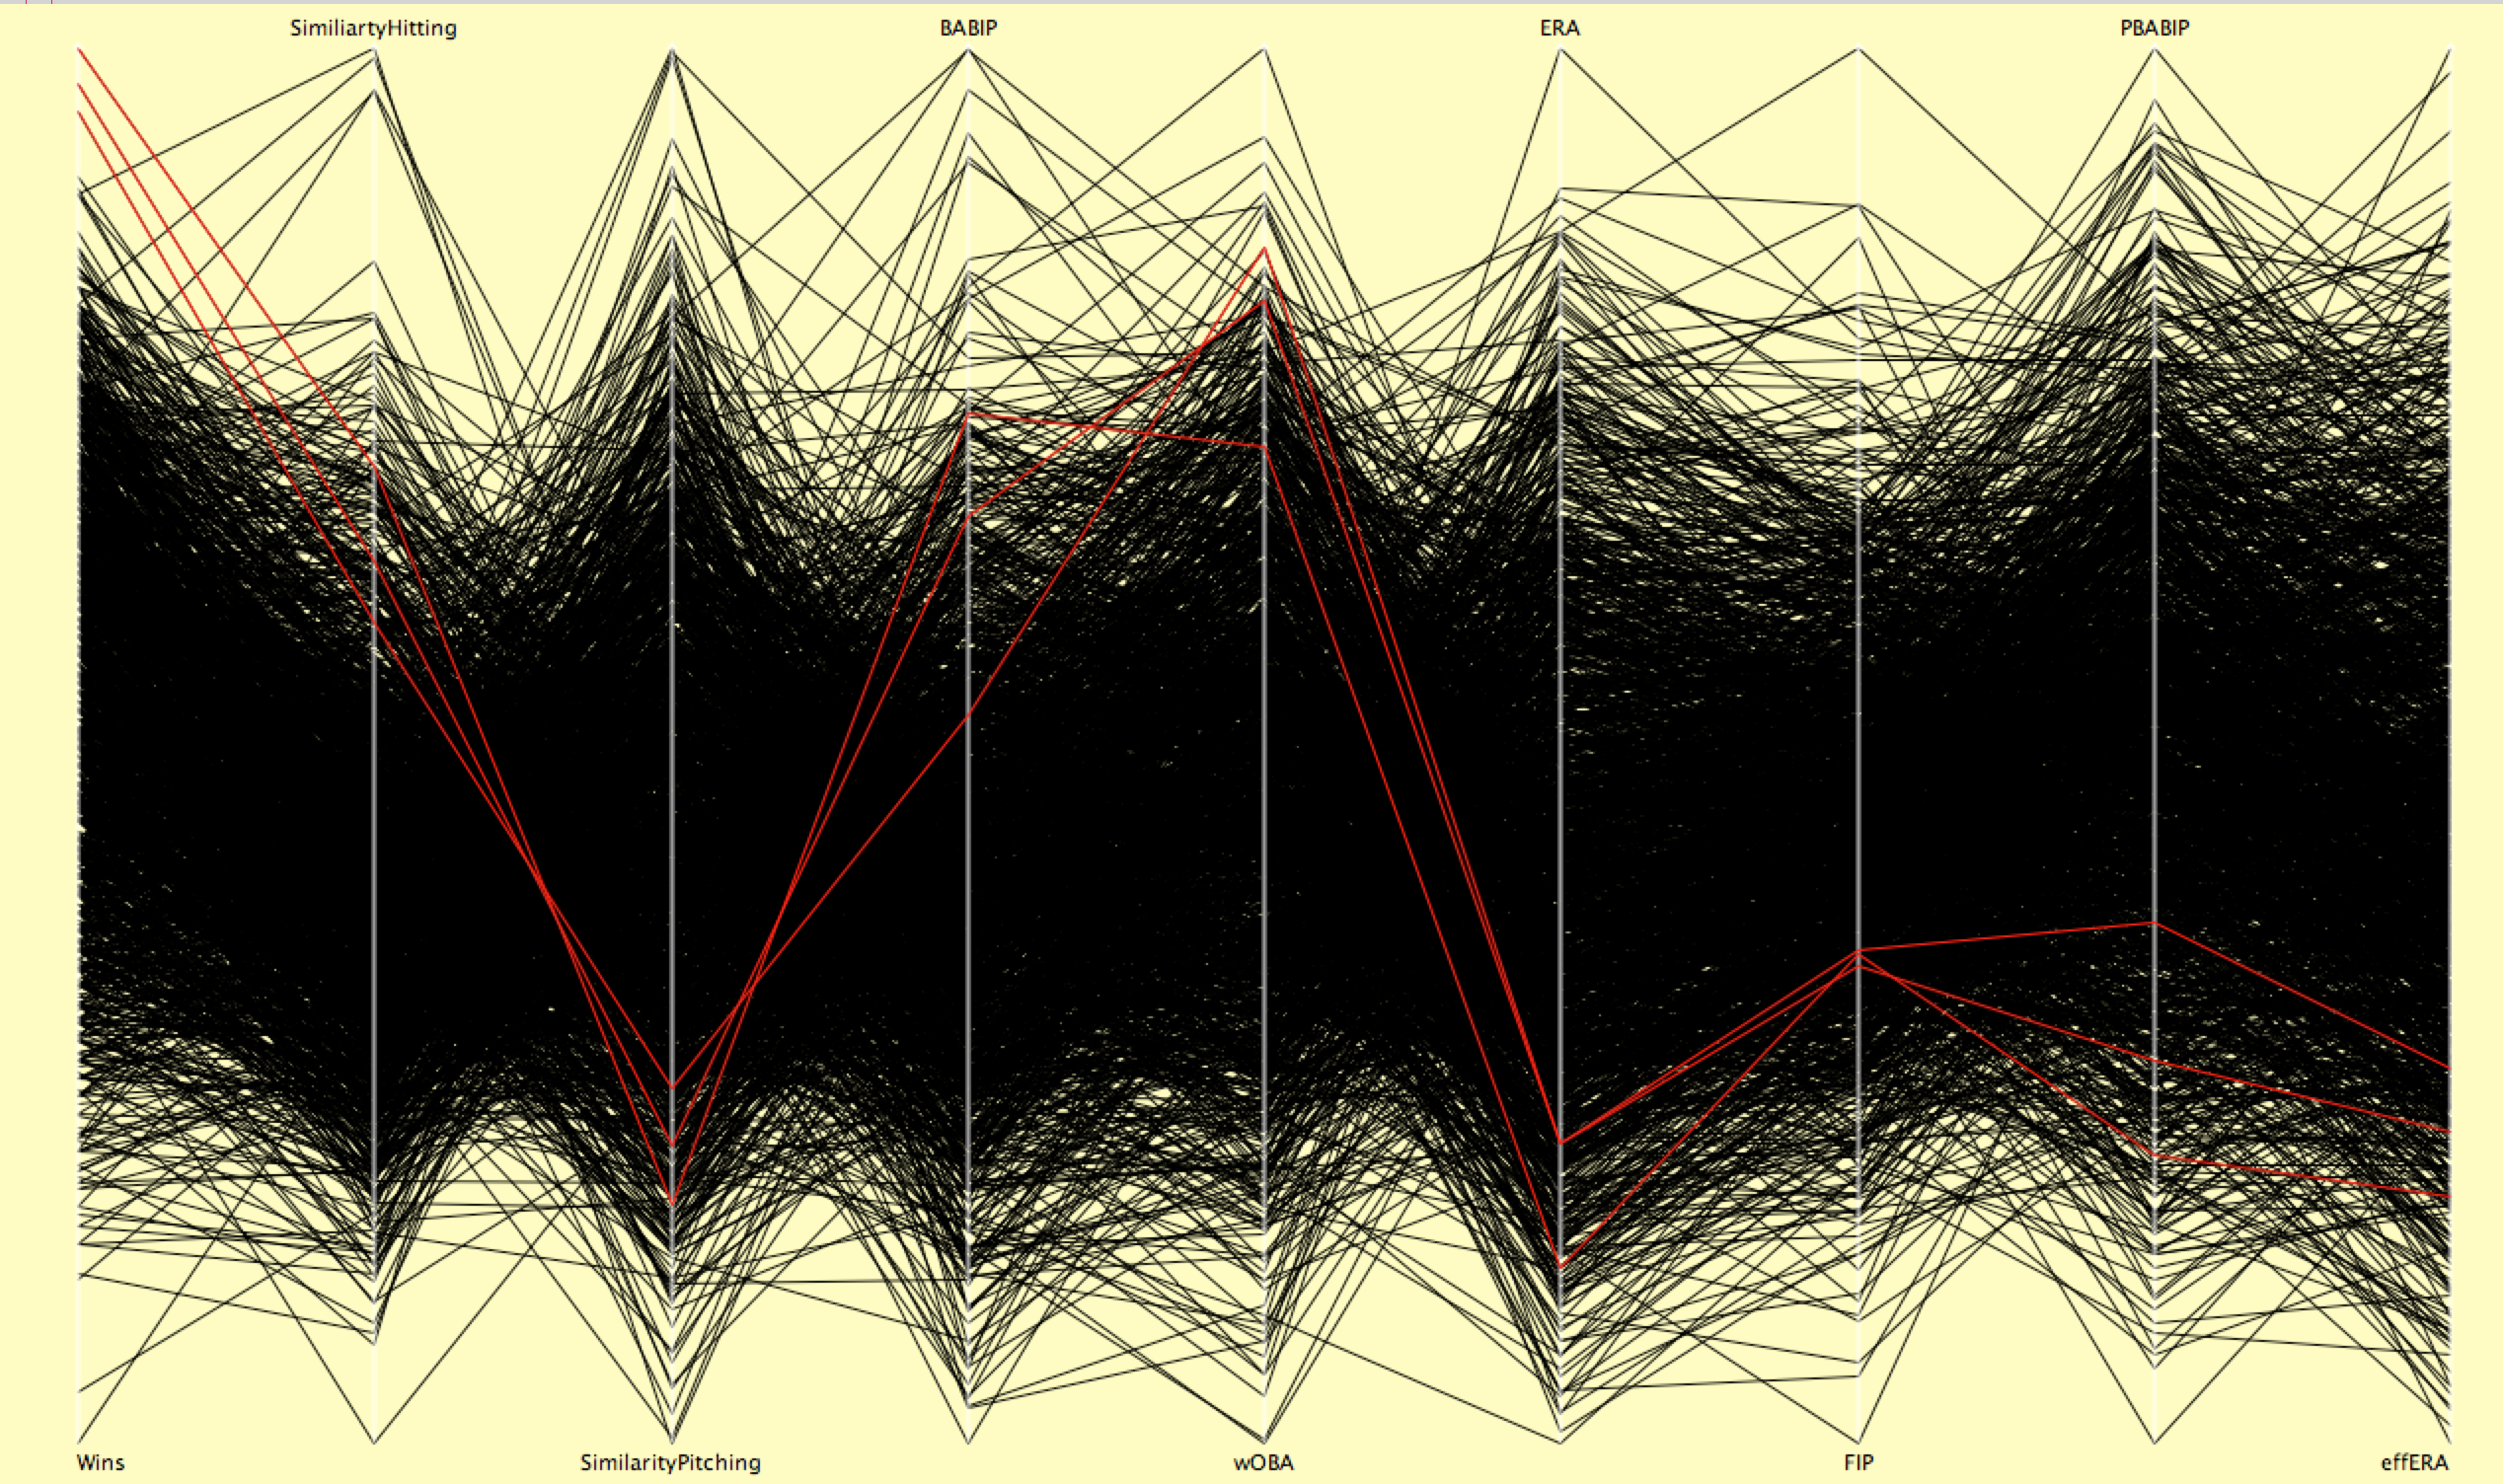 SimiliartyHitting
BABIP
ERA
PBABIP
Wins
SimilarityPitching
wOBA
FIP
effERA